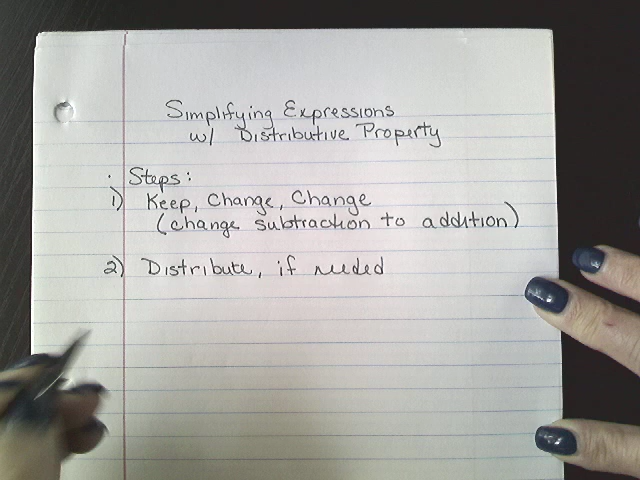 Simplifying Expressions
w/ Distributive Property
Steps:
1) Keep, Change, Change
(change subtraction to addition)
2) Distribute, if needed